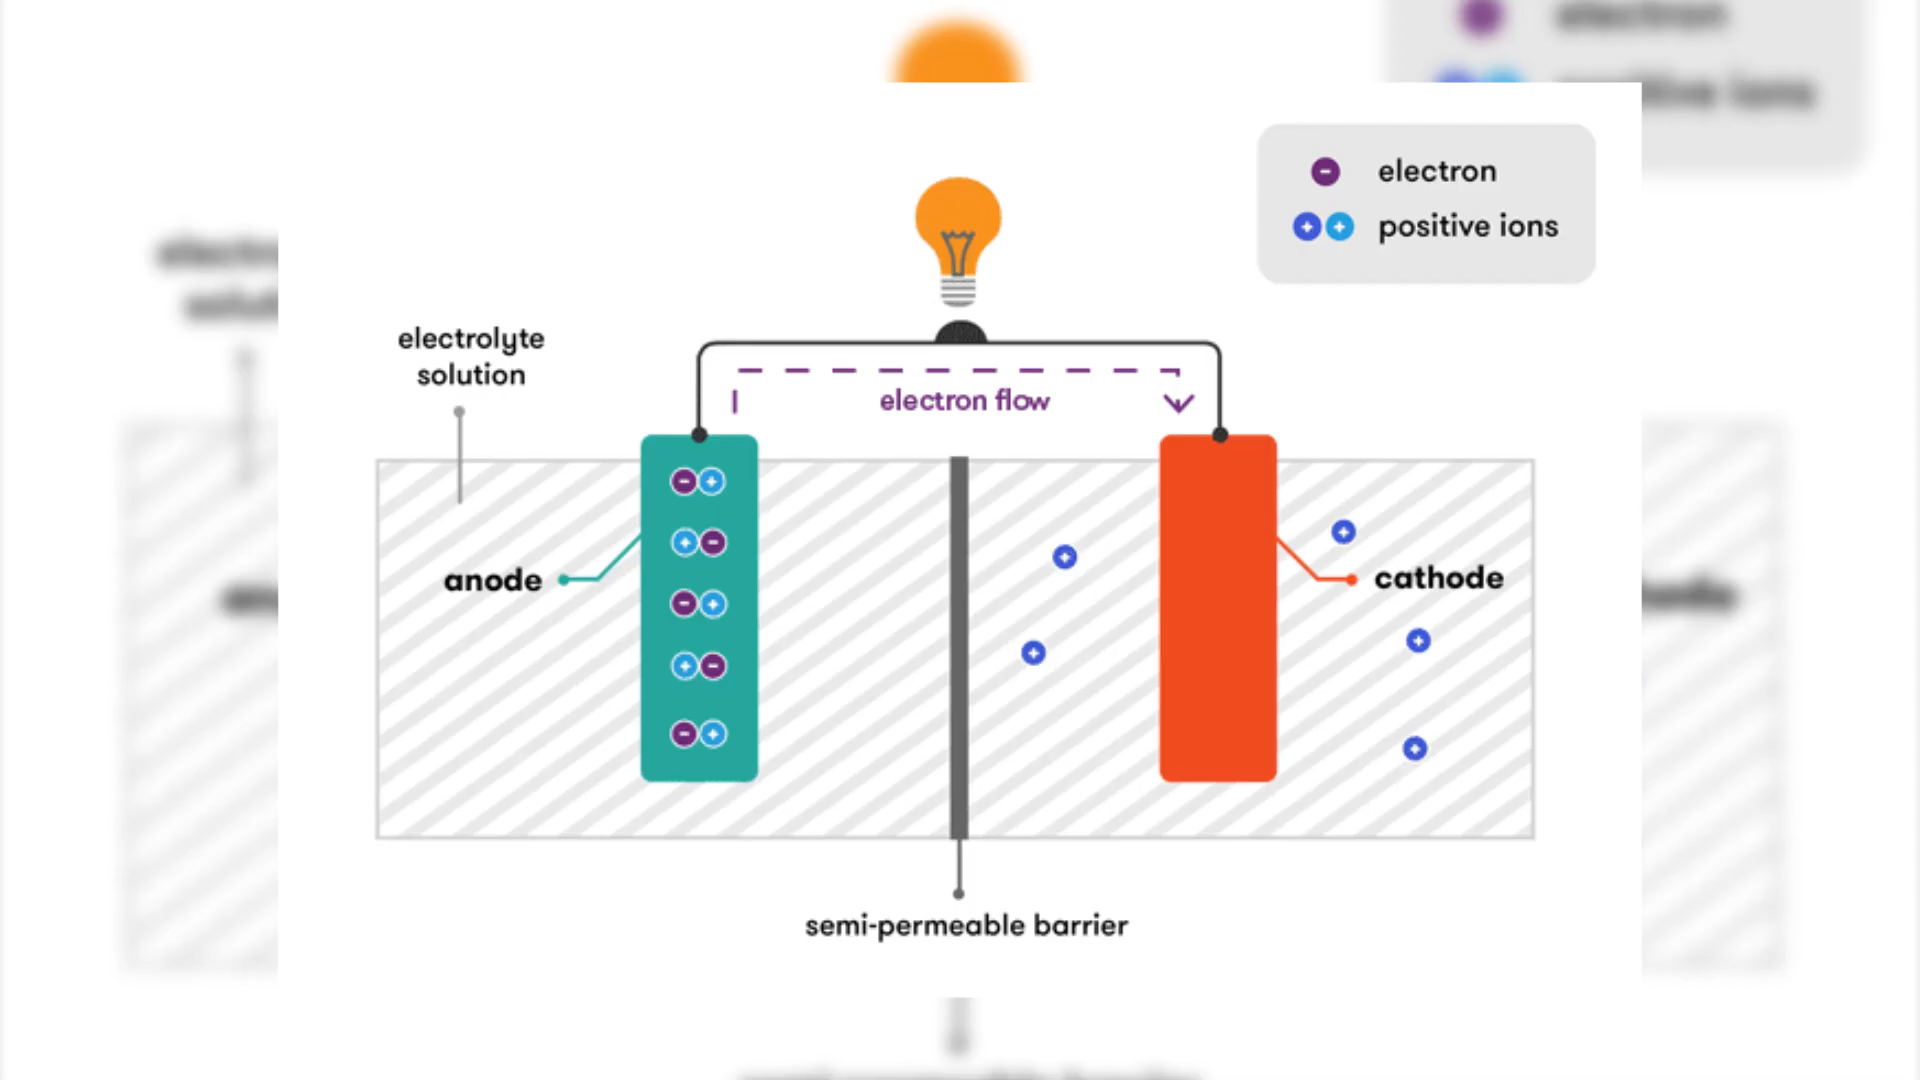 electron
positive ions
electrolyte
solution
electron flow
anode
cathode
semi-permeable barrier